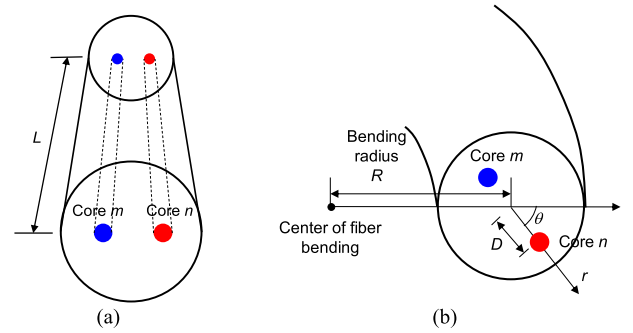 L
Core m
Core n
(a)
Bending
radius
R
Center of fiber
bending
Core m
θ
D
Core n
r
(b)